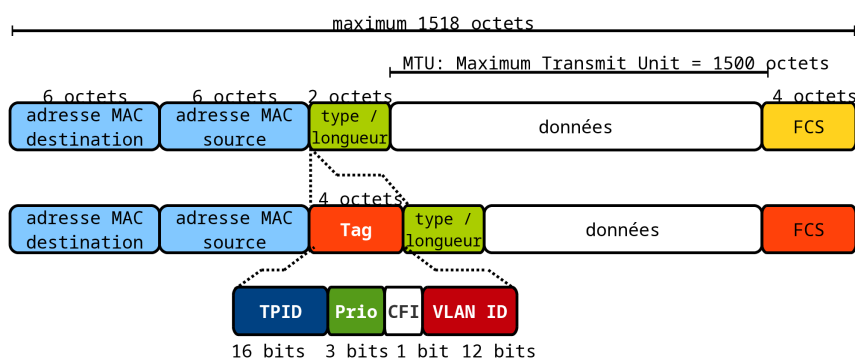 maximum 1518 octets
MTU: Maximum Transmit Unit = 1500 octets
6 octets 6 octets 2 octets 4 octets
adresse MAC destination
adresse MAC source
type / longueur
données
FCS
4 octets
adresse MAC destination
adresse MAC source
Tag
type / longueur
données
FCS
TPID Prio CFI VLAN ID
16 bits 3 bits 1 bit 12 bits